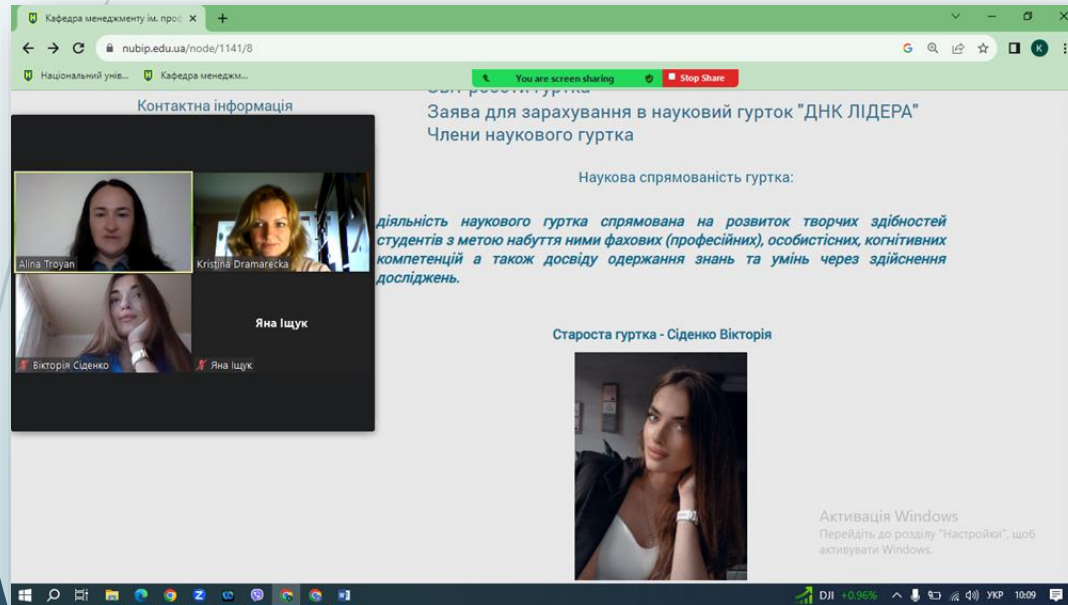 Кафедра менеджменту ім. проф
nubip.edu.ua/node/1141/8
K
Національний унів...
Кафедра менеджм...
You are screen sharing
Stop Share
Контактна інформація
Звіт роботи гуртка
Заява для зарахування в науковий гурток "ДНК ЛІДЕРА"
Члени наукового гуртка
Наукова спрямованість гуртка:
діяльність наукового гуртка спрямована на розвиток творчих здібностей
студентів з метою набуття ними фахових (професійних), особистісних, когнітивних
компетенцій а також досвіду одержання знань та умінь через здійснення
досліджень.
Alina Troyan
Kristina Dramarecka
Яна Іщук
Вікторія Сіденко
Яна Іщук
Староста гуртка - Сіденко Вікторія
Активація Windows
Перейдіть до розділу "Настройки", щоб
активувати Windows.
DJI +0.96%
УКР
10:09